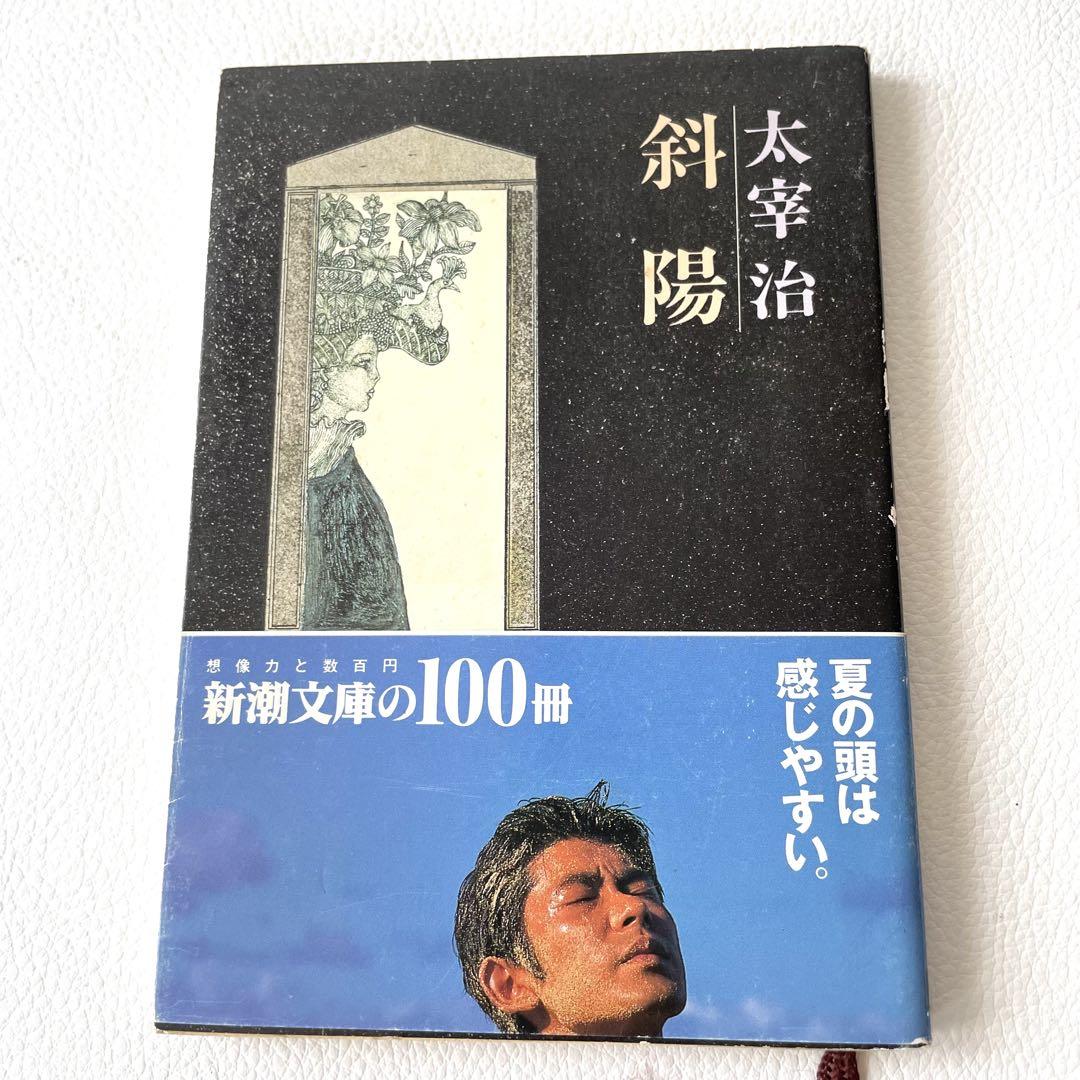 太宰治
斜陽
想像力と数百円
新潮文庫の100冊
夏の頭は
感じやすい。